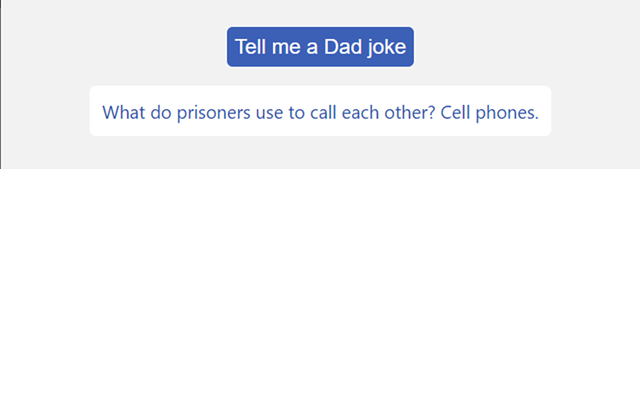 Tell me a Dad joke
What do prisoners use to call each other? Cell phones.